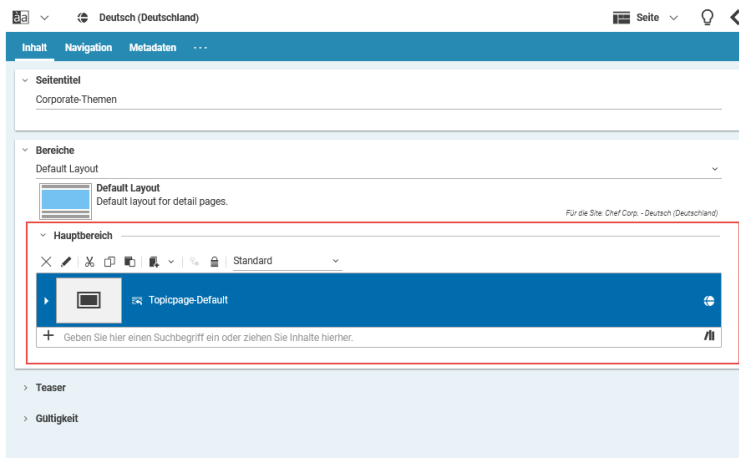 àa Deutsch (Deutschland) Seite
Inhalt Navigation Metadaten ...
Seitentitel
Corporate-Themen
Bereiche
Default Layout
Default Layout
Default layout for detail pages.
Für die Site: Chef Corp. - Deutsch (Deutschland)
Hauptbereich
Standard
Topicpage-Default
Geben Sie hier einen Suchbegriff ein oder ziehen Sie Inhalte hierher.
Teaser
Gültigkeit